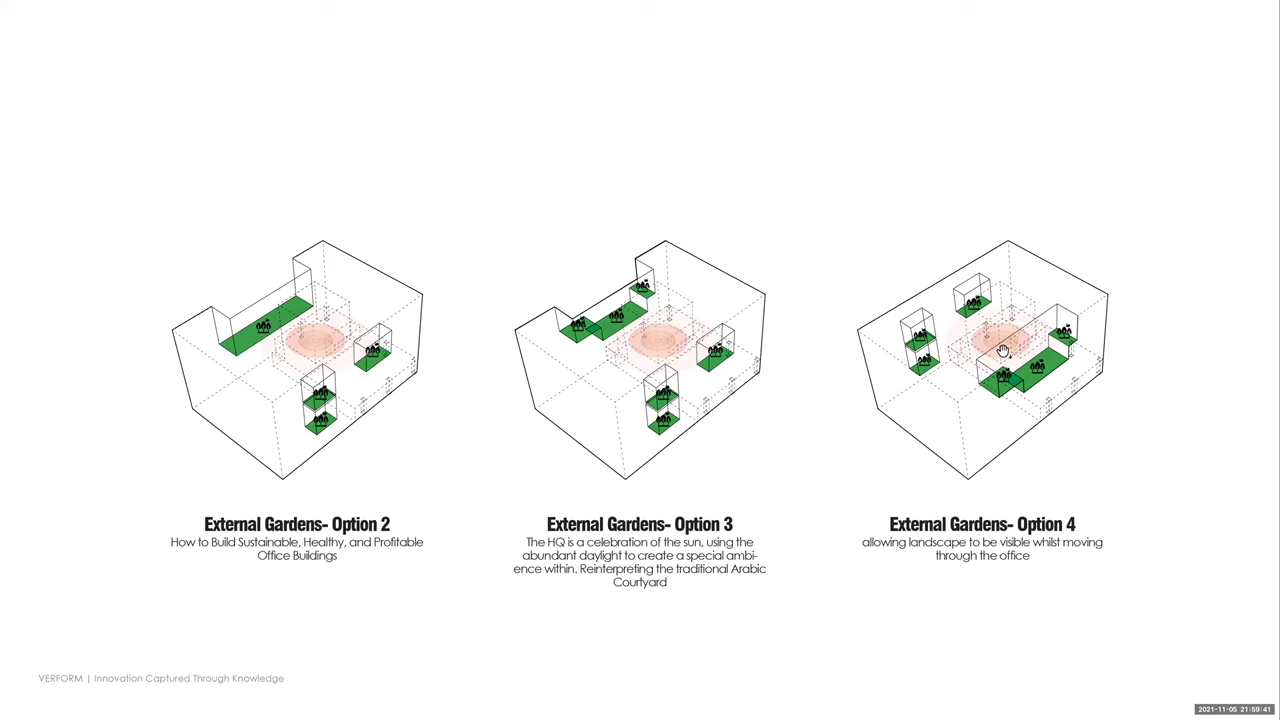 External Gardens- Option 2
How to Build Sustainable, Healthy, and Profitable
Office Buildings
External Gardens- Option 3
The HQ is a celebration of the sun, using the
abundant daylight to create a special ambi-
ence within. Reinterpreting the traditional Arabic
Courtyard
External Gardens- Option 4
allowing landscape to be visible whilst moving
through the office
VERFORM | Innovation Captured Through Knowledge
2021-11-05 21:59:41